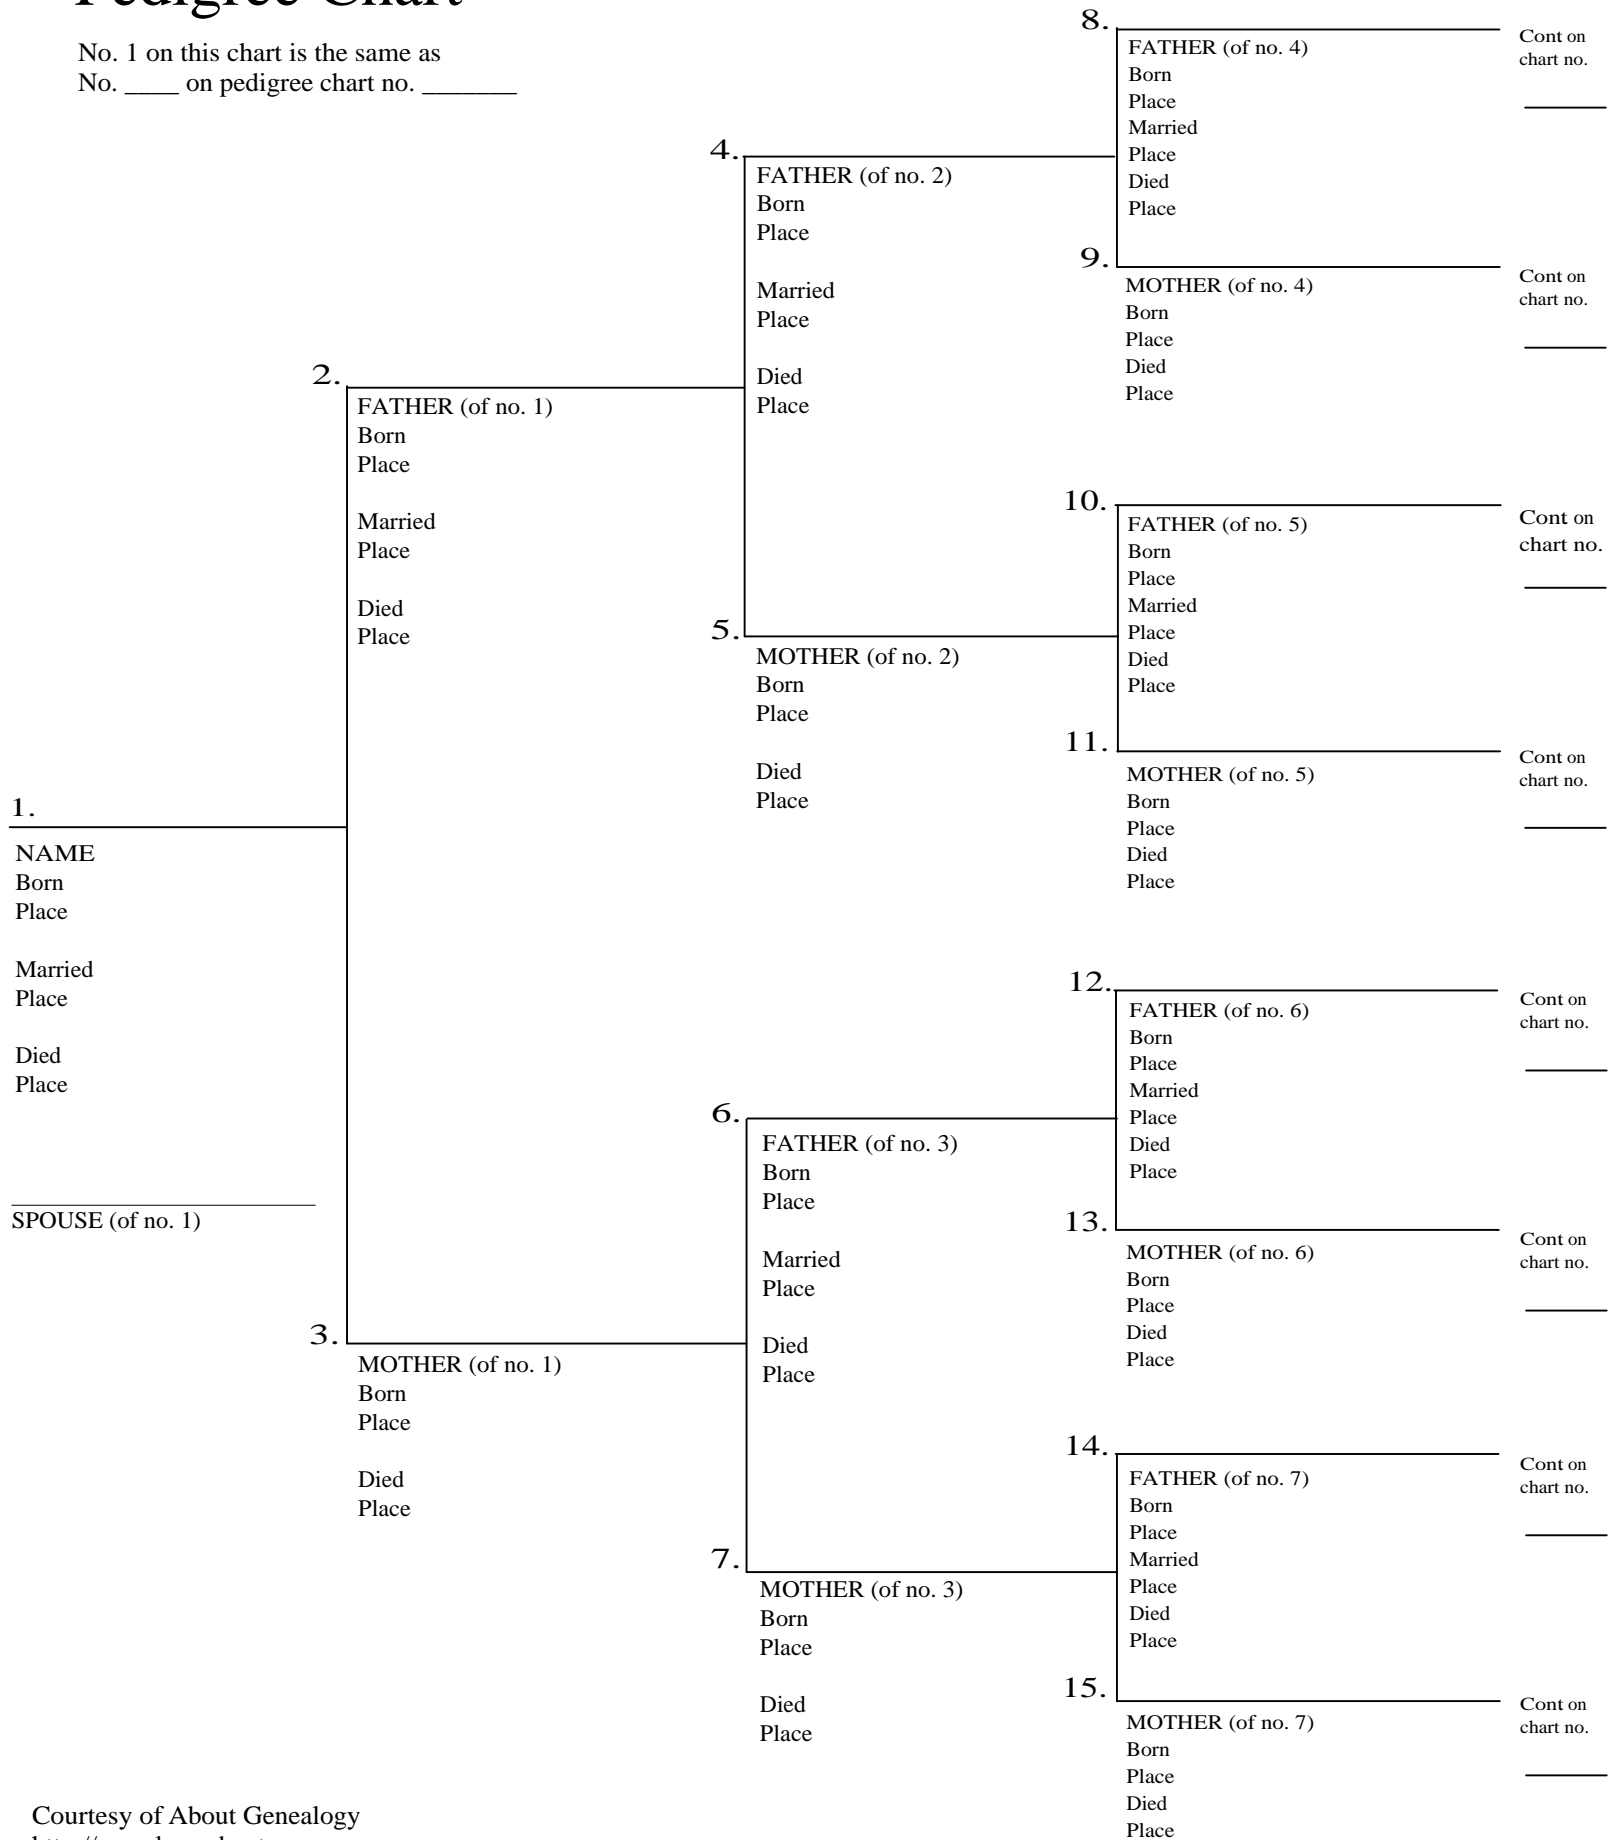 Pedigree Chart
No. 1 on this chart is the same as
No. ____ on pedigree chart no. _______
1.
NAME
Born
Place
Married
Place
Died
Place
SPOUSE (of no. 1)
2.
FATHER (of no. 1)
Born
Place
Married
Place
Died
Place
3.
MOTHER (of no. 1)
Born
Place
Died
Place
4.
FATHER (of no. 2)
Born
Place
Married
Place
Died
Place
5.
MOTHER (of no. 2)
Born
Place
Died
Place
6.
FATHER (of no. 3)
Born
Place
Married
Place
Died
Place
7.
MOTHER (of no. 3)
Born
Place
Died
Place
8.
FATHER (of no. 4)
Born
Place
Married
Place
Died
Place
Cont on
chart no.
9.
MOTHER (of no. 4)
Born
Place
Died
Place
Cont on
chart no.
10.
FATHER (of no. 5)
Born
Place
Married
Place
Died
Place
Cont on
chart no.
11.
MOTHER (of no. 5)
Born
Place
Died
Place
Cont on
chart no.
12.
FATHER (of no. 6)
Born
Place
Married
Place
Died
Place
Cont on
chart no.
13.
MOTHER (of no. 6)
Born
Place
Died
Place
Cont on
chart no.
14.
FATHER (of no. 7)
Born
Place
Married
Place
Died
Place
Cont on
chart no.
15.
MOTHER (of no. 7)
Born
Place
Died
Place
Cont on
chart no.
Courtesy of About Genealogy